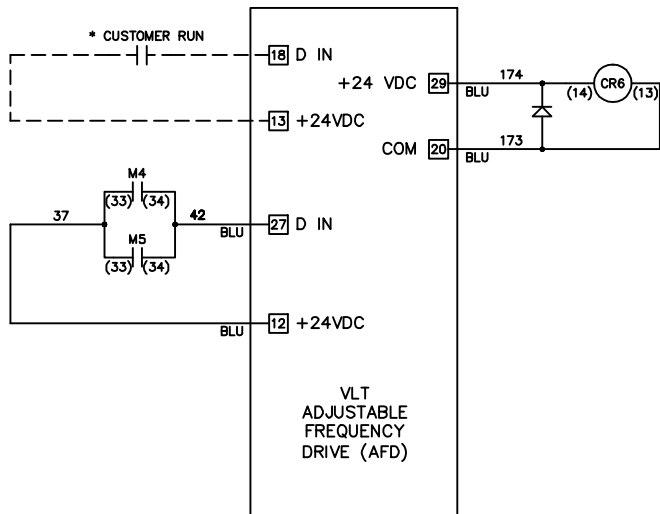 * CUSTOMER RUN
18 D IN
+24 VDC 29
174
BLU
(14) CR6 (13)
13 +24VDC
COM 20
173
BLU
M4
(33) (34)
37
42
BLU
27 D IN
M5
(33) (34)
12 +24VDC
BLU
VLT
ADJUSTABLE
FREQUENCY
DRIVE (AFD)